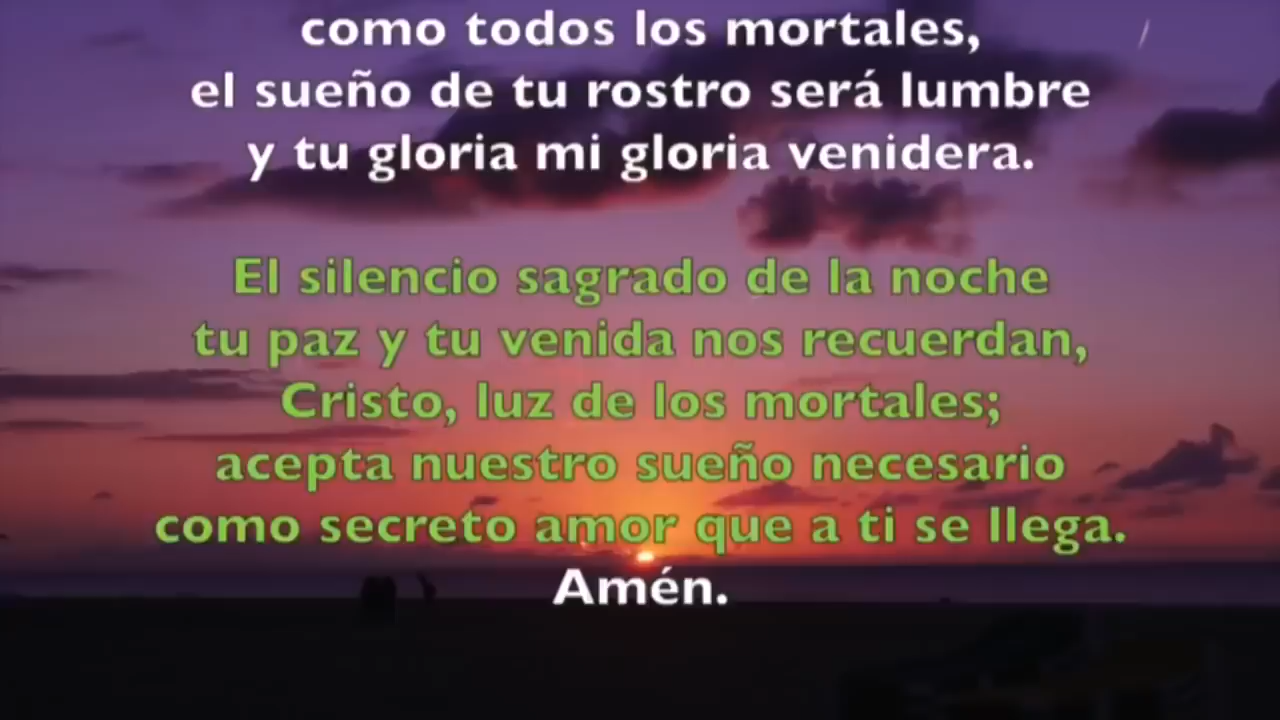 como todos los mortales,
el sueño de tu rostro será lumbre
y tu gloria mi gloria venidera.
El silencio sagrado de la noche
tu paz y tu venida nos recuerdan,
Cristo, luz de los mortales;
acepta nuestro sueño necesario
como secreto amor que a ti se llega.
Amén.